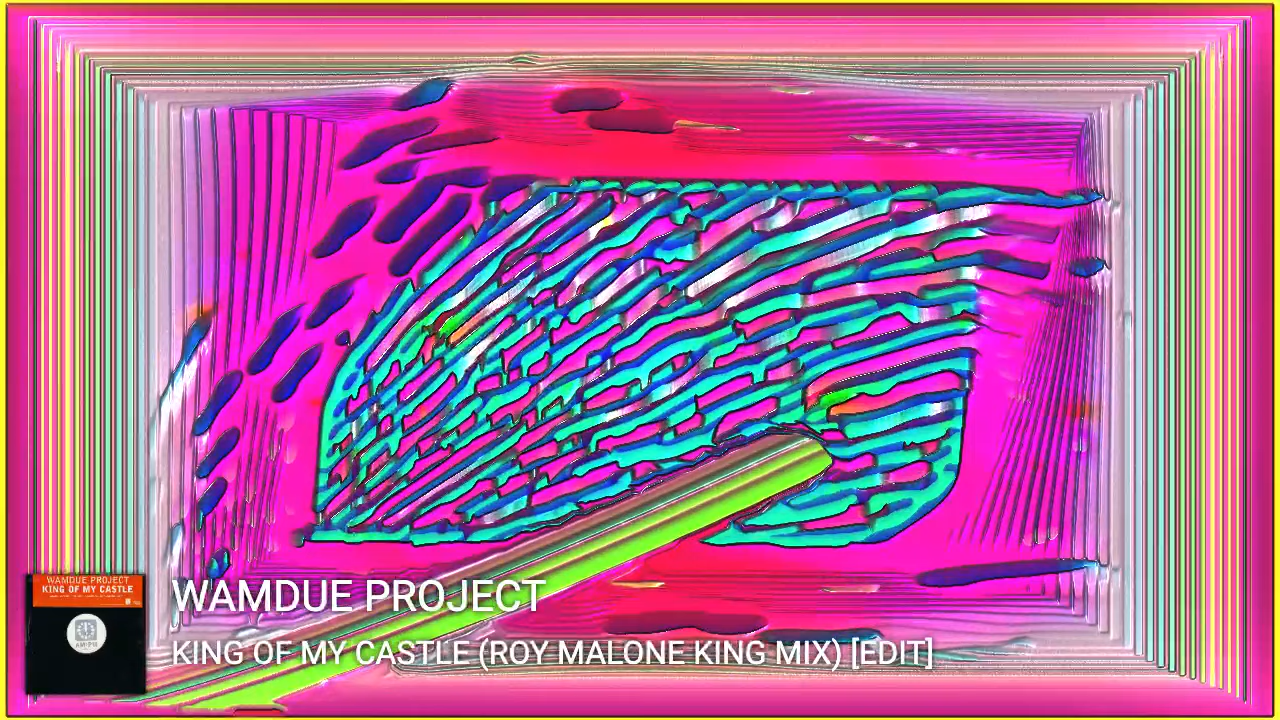 WAMDUE PROJECT
KING OF MY CASTLE
WAMDUE PROJECT
KING OF MY CASTLE (ROY MALONE KING MIX) [EDIT]